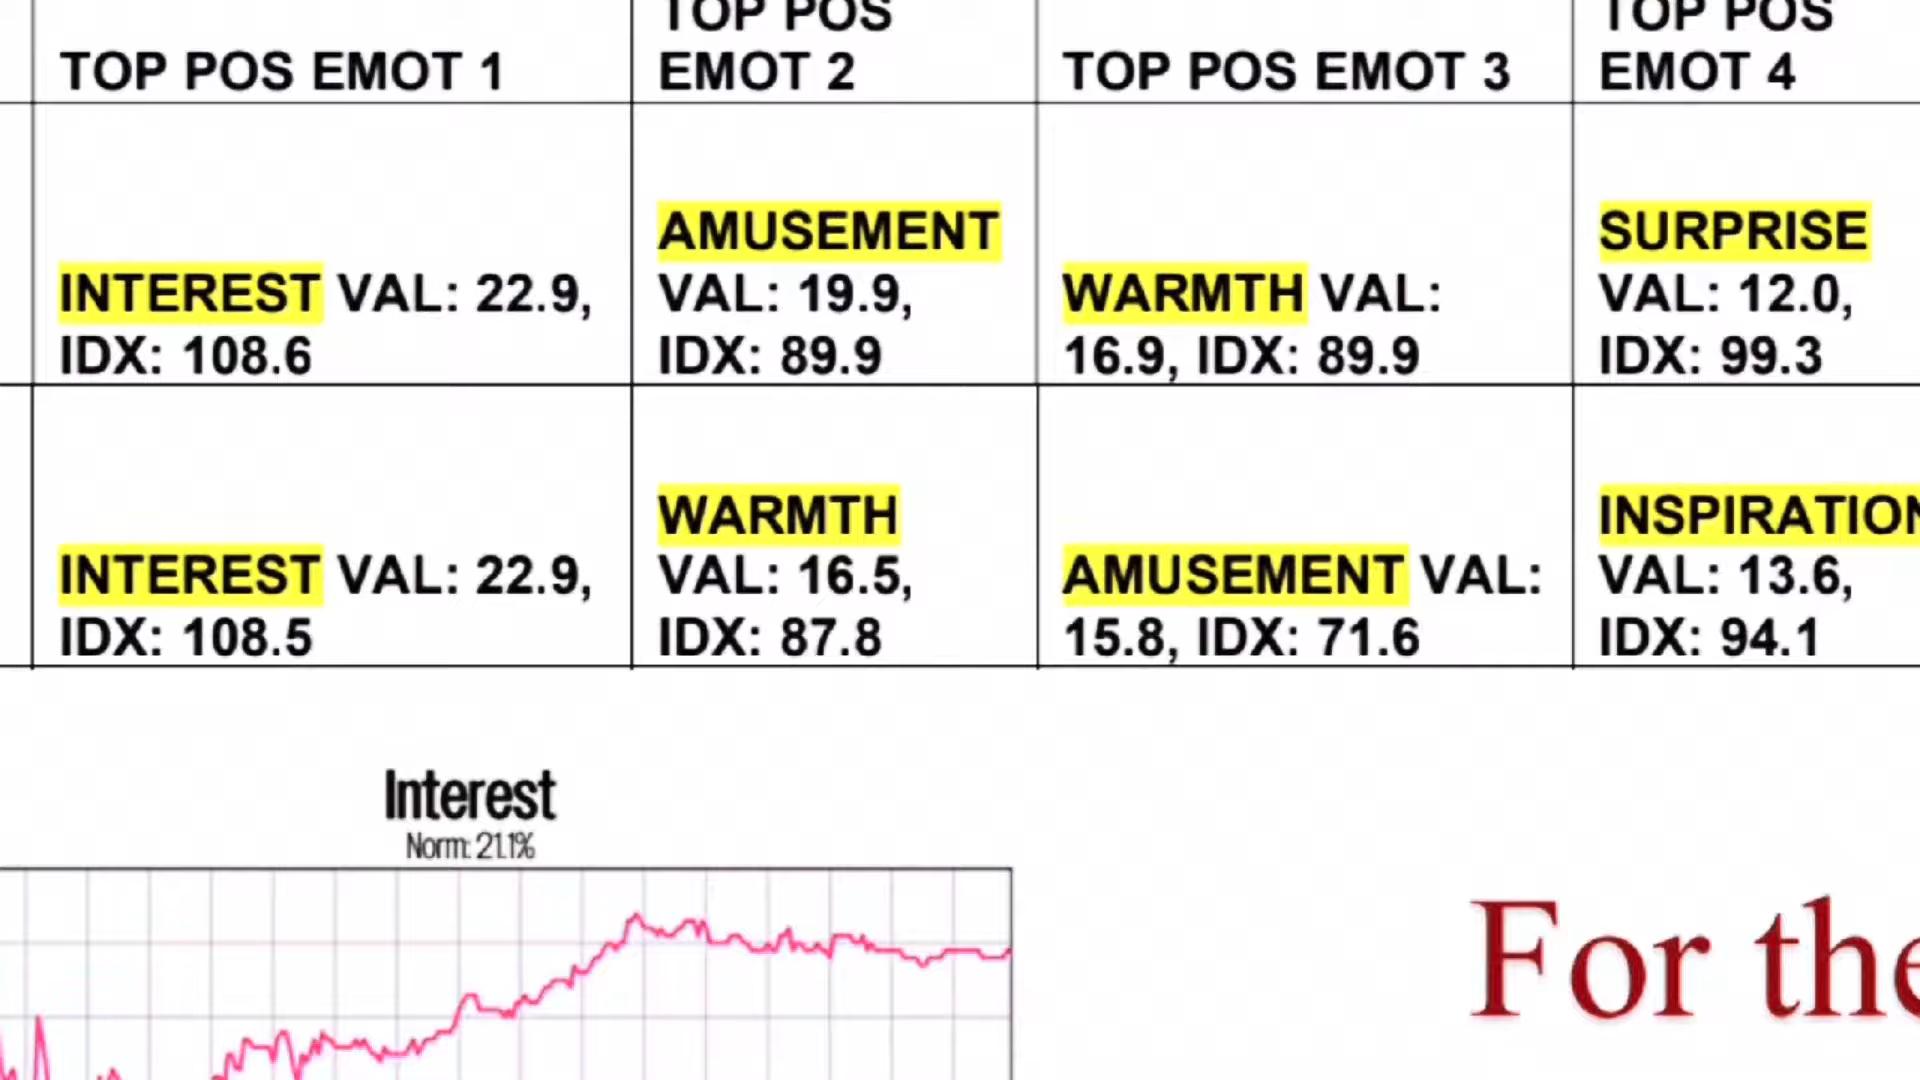 TOP POS EMOT 1
TOP POS
EMOT 2
TOP POS EMOT 3
TOP POS
EMOT 4
INTEREST VAL: 22.9,
IDX: 108.6
AMUSEMENT
VAL: 19.9,
IDX: 89.9
WARMTH VAL:
16.9, IDX: 89.9
SURPRISE
VAL: 12.0,
IDX: 99.3
INTEREST VAL: 22.9,
IDX: 108.5
WARMTH
VAL: 16.5,
IDX: 87.8
AMUSEMENT VAL:
15.8, IDX: 71.6
INSPIRATION
VAL: 13.6,
IDX: 94.1
Interest
Norm: 21.1%
For the